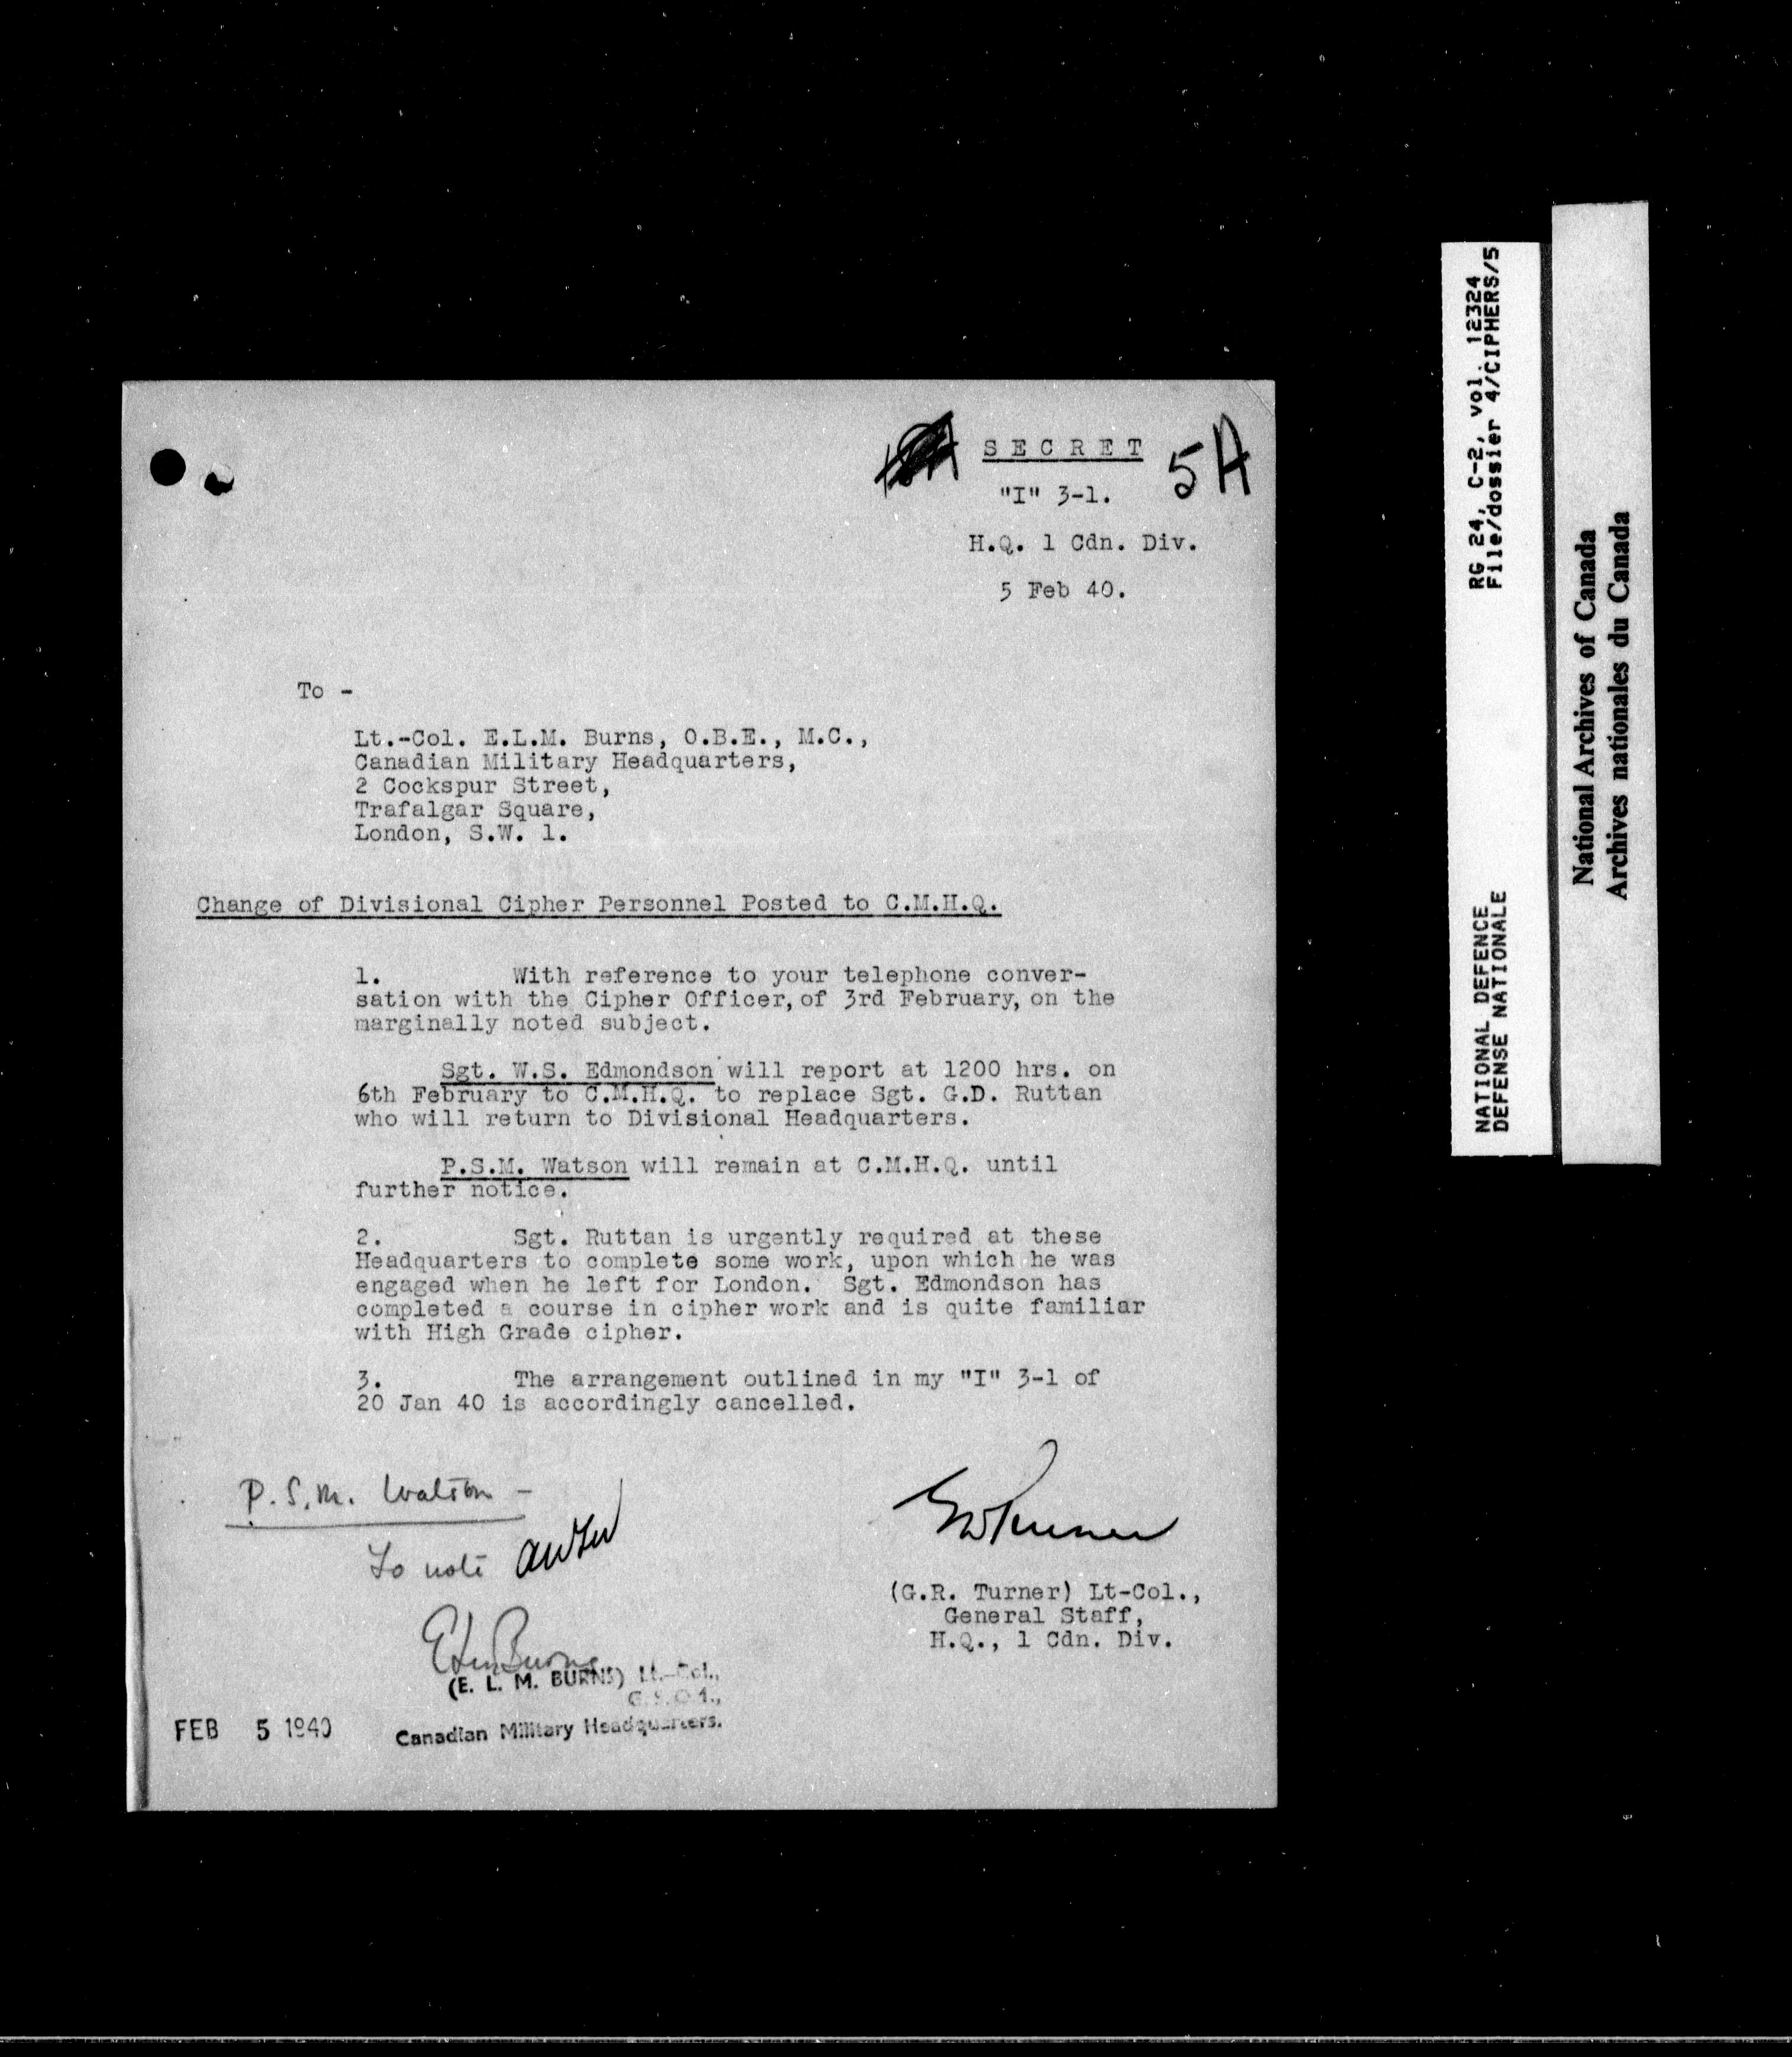 SECRET
5A
"I" 3-1.
H.Q. 1 Cdn. Div.
5 Feb 40.
To -
Lt.-Col. E.L.M. Burns, O.B.E., M.C.,
Canadian Military Headquarters,
2 Cockspur Street,
Trafalgar Square,
London, S.W. 1.
Change of Divisional Cipher Personnel Posted to C.M.H.Q.
1. With reference to your telephone conver-
sation with the Cipher Officer, of 3rd February, on the
marginally noted subject.
Sgt. W.S. Edmondson will report at 1200 hrs. on
6th February to C.M.H.Q. to replace Sgt. G.D. Ruttan
who will return to Divisional Headquarters.
P.S.M. Watson will remain at C.M.H.Q. until
further notice.
2. Sgt. Ruttan is urgently required at these
Headquarters to complete some work, upon which he was
engaged when he left for London. Sgt. Edmondson has
completed a course in cipher work and is quite familiar
with High Grade cipher.
3. The arrangement outlined in my "I" 3-1 of
20 Jan 40 is accordingly cancelled.
P.S.M. Watson -
To note
GRTurner
(G.R. Turner) Lt-Col.,
General Staff,
H.Q., 1 Cdn. Div.
ELMBurns
(E. L. M. BURNS) Lt.-Col.,
G.S.O.1.,
Canadian Military Headquarters.
FEB 5 1940
RG 24, C-2, vol. 12324
File/dossier 4/CIPHERS/5
NATIONAL DEFENCE
DEFENSE NATIONALE
National Archives of Canada
Archives nationales du Canada